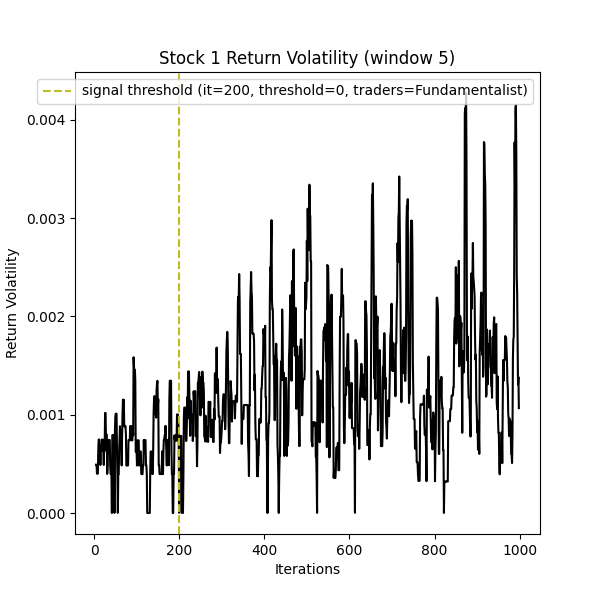 Stock 1 Return Volatility (window 5)
signal threshold (it=200, threshold=0, traders=Fundamentalist)
0.004
0.003
0.002
0.001
0.000
Return Volatility
0
200
400
600
800
1000
Iterations